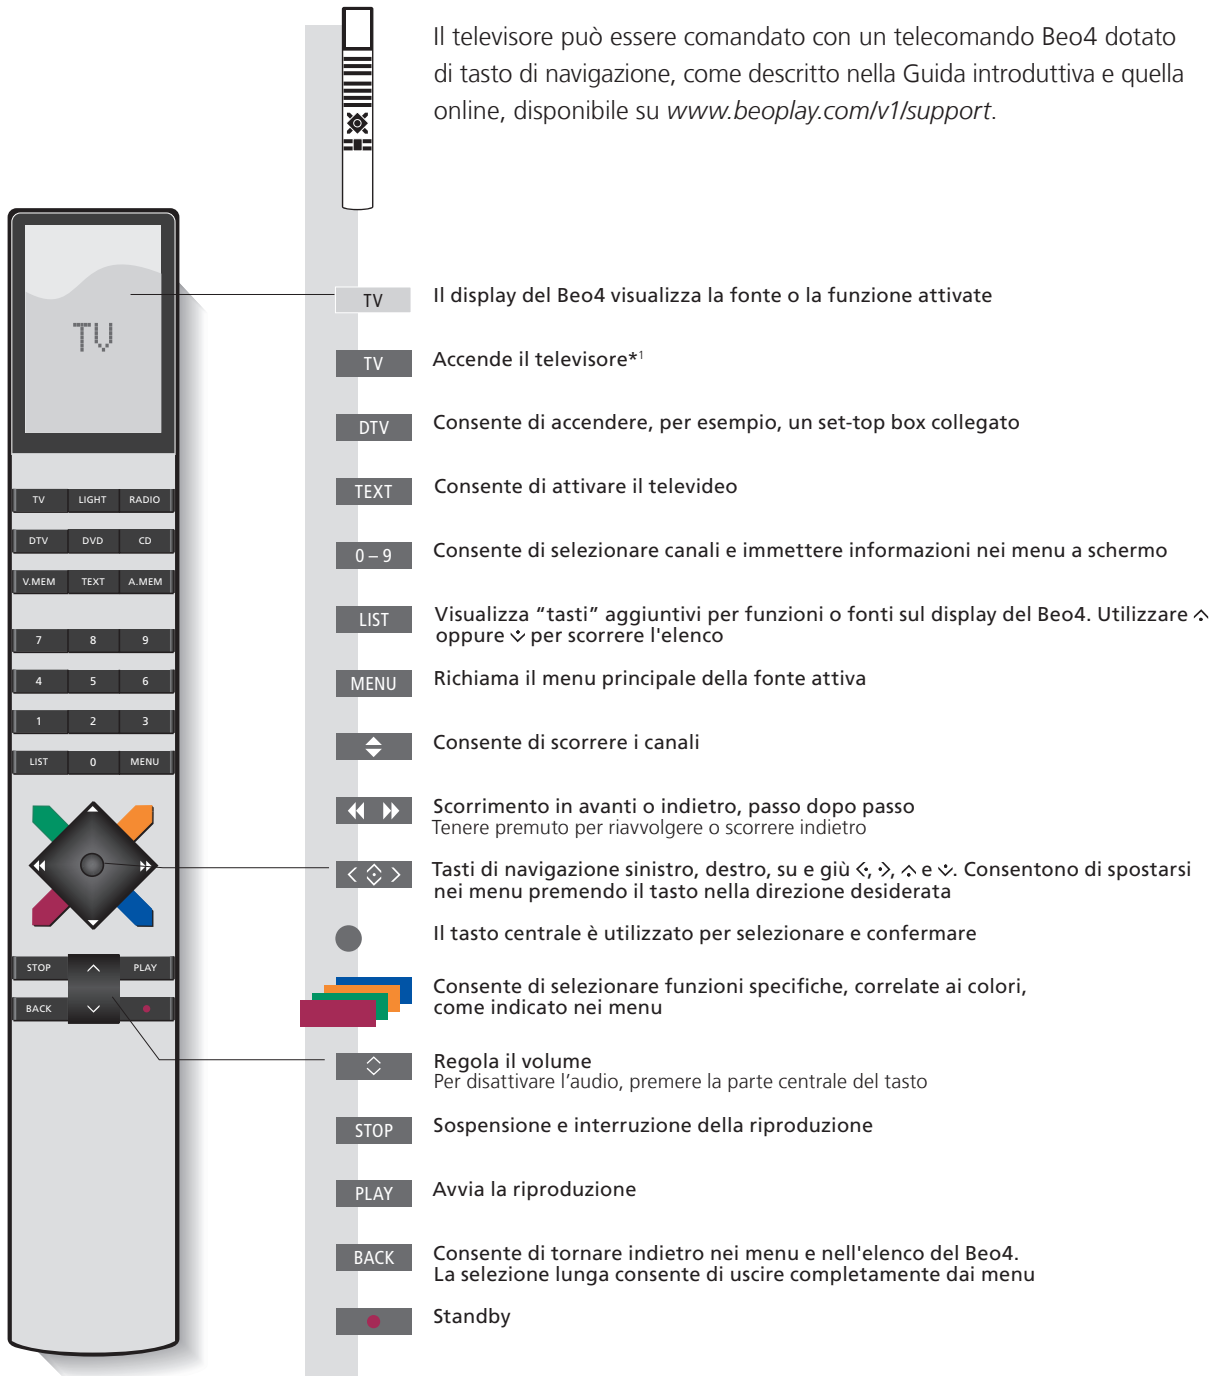 Il televisore può essere comandato con un telecomando Beo4 dotato
di tasto di navigazione, come descritto nella Guida introduttiva e quella
online, disponibile su www.beoplay.com/v1/support.
TV
TV LIGHT RADIO
DTV DVD CD
V.MEM TEXT A.MEM
7 8 9
4 5 6
1 2 3
LIST 0 MENU
STOP PLAY
BACK
TV Il display del Beo4 visualizza la fonte o la funzione attivate
TV Accende il televisore*1
DTV Consente di accendere, per esempio, un set-top box collegato
TEXT Consente di attivare il televideo
0 – 9 Consente di selezionare canali e immettere informazioni nei menu a schermo
LIST Visualizza “tasti” aggiuntivi per funzioni o fonti sul display del Beo4. Utilizzare
oppure per scorrere l'elenco
MENU Richiama il menu principale della fonte attiva
Consente di scorrere i canali
Scorrimento in avanti o indietro, passo dopo passo
Tenere premuto per riavvolgere o scorrere indietro
Tasti di navigazione sinistro, destro, su e giù , , e . Consentono di spostarsi
nei menu premendo il tasto nella direzione desiderata
Il tasto centrale è utilizzato per selezionare e confermare
Consente di selezionare funzioni specifiche, correlate ai colori,
come indicato nei menu
Regola il volume
Per disattivare l’audio, premere la parte centrale del tasto
STOP Sospensione e interruzione della riproduzione
PLAY Avvia la riproduzione
BACK Consente di tornare indietro nei menu e nell'elenco del Beo4.
La selezione lunga consente di uscire completamente dai menu
Standby